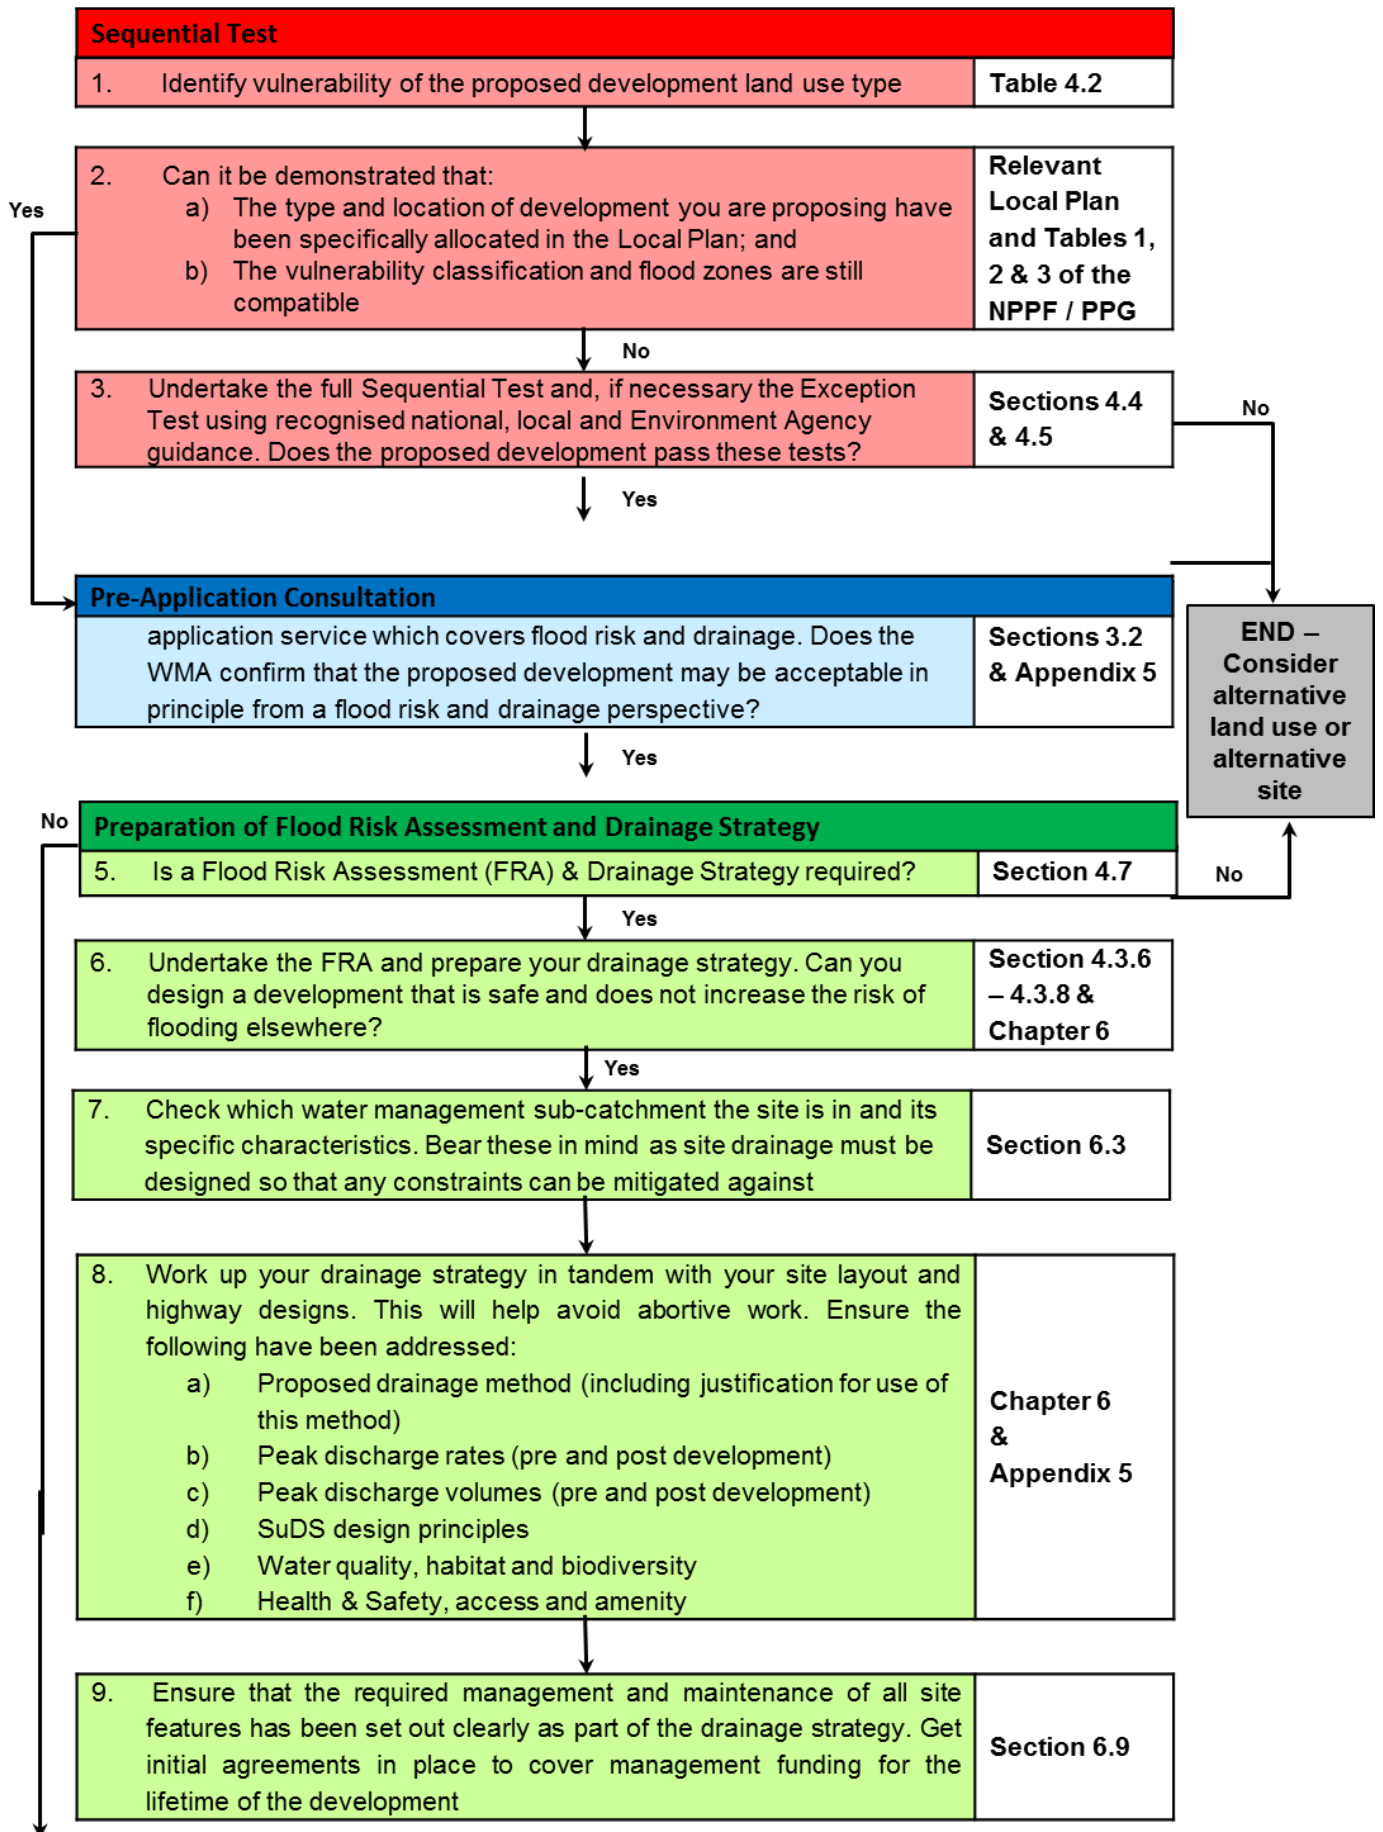 Sequential Test
1. Identify vulnerability of the proposed development land use type
Table 4.2
2. Can it be demonstrated that:
a) The type and location of development you are proposing have
been specifically allocated in the Local Plan; and
b) The vulnerability classification and flood zones are still
compatible
Relevant
Local Plan
and Tables 1,
2 & 3 of the
NPPF / PPG
Yes
No
3. Undertake the full Sequential Test and, if necessary the Exception
Test using recognised national, local and Environment Agency
guidance. Does the proposed development pass these tests?
Sections 4.4
& 4.5
No
Yes
Pre-Application Consultation
application service which covers flood risk and drainage. Does the
WMA confirm that the proposed development may be acceptable in
principle from a flood risk and drainage perspective?
Sections 3.2
& Appendix 5
END –
Consider
alternative
land use or
alternative
site
Yes
No
Preparation of Flood Risk Assessment and Drainage Strategy
5. Is a Flood Risk Assessment (FRA) & Drainage Strategy required?
Section 4.7
No
Yes
6. Undertake the FRA and prepare your drainage strategy. Can you
design a development that is safe and does not increase the risk of
flooding elsewhere?
Section 4.3.6
– 4.3.8 &
Chapter 6
Yes
7. Check which water management sub-catchment the site is in and its
specific characteristics. Bear these in mind as site drainage must be
designed so that any constraints can be mitigated against
Section 6.3
8. Work up your drainage strategy in tandem with your site layout and
highway designs. This will help avoid abortive work. Ensure the
following have been addressed:
a) Proposed drainage method (including justification for use of
this method)
b) Peak discharge rates (pre and post development)
c) Peak discharge volumes (pre and post development)
d) SuDS design principles
e) Water quality, habitat and biodiversity
f) Health & Safety, access and amenity
Chapter 6
&
Appendix 5
9. Ensure that the required management and maintenance of all site
features has been set out clearly as part of the drainage strategy. Get
initial agreements in place to cover management funding for the
lifetime of the development
Section 6.9